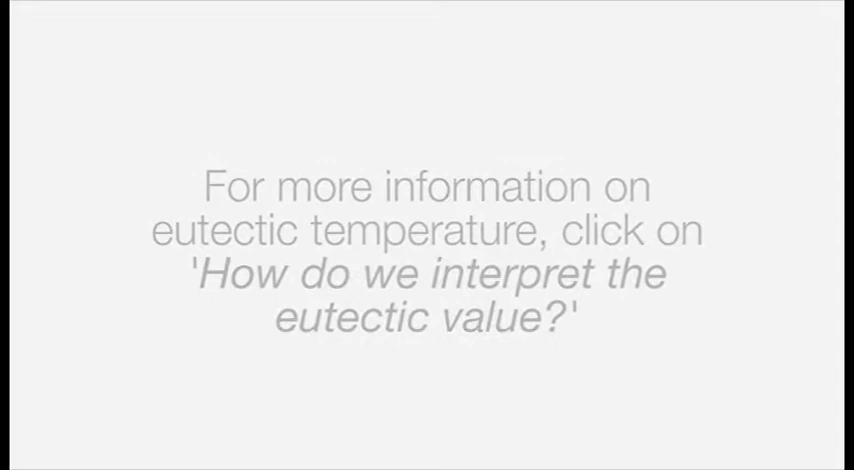 For more information on
eutectic temperature, click on
'How do we interpret the
eutectic value?'